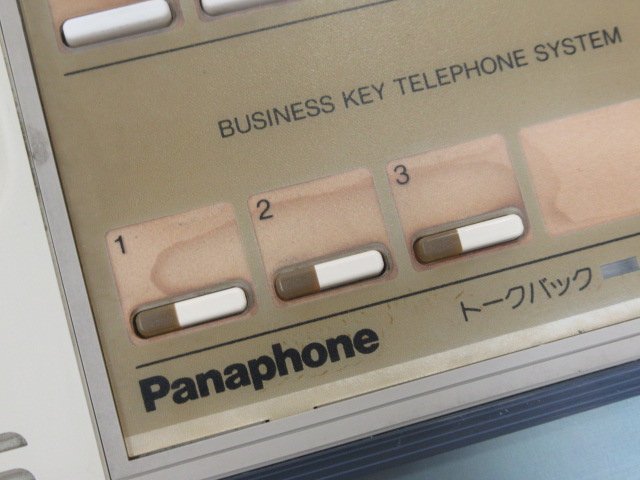 BUSINESS KEY TELEPHONE SYSTEM
1
2
3
トークバック
Panaphone